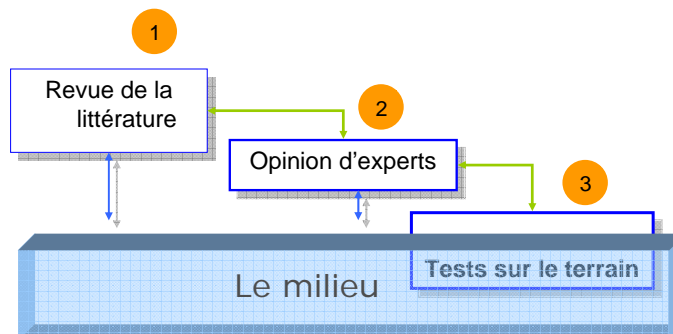 1
Revue de la
littérature
2
Opinion d’experts
3
Tests sur le terrain
Le milieu